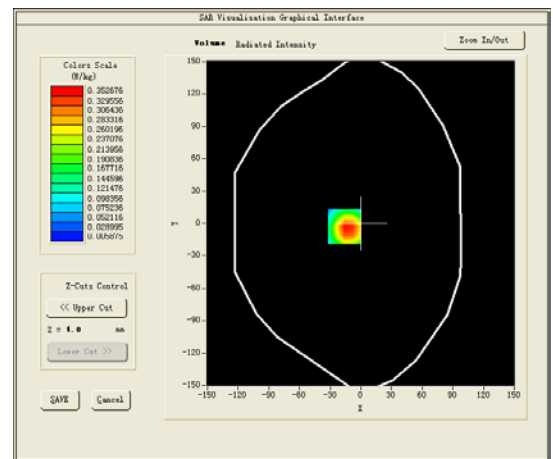 SAR Visualisation Graphical Interface
Volume Radiated Intensity
Zoom In/Out
Colors Scale
(W/kg)
0.352676
0.329556
0.306436
0.283316
0.260196
0.237076
0.213956
0.190836
0.167716
0.144596
0.121476
0.098356
0.075236
0.052116
0.028995
0.005875
150
120
90
60
30
0
-30
-60
-90
-120
-150
Y
-150 -120 -90 -60 -30 0 30 60 90 120 150
X
Z-Cuts Control
<< Upper Cut
Z = 4.0 mm
Lower Cut >>
SAVE Cancel